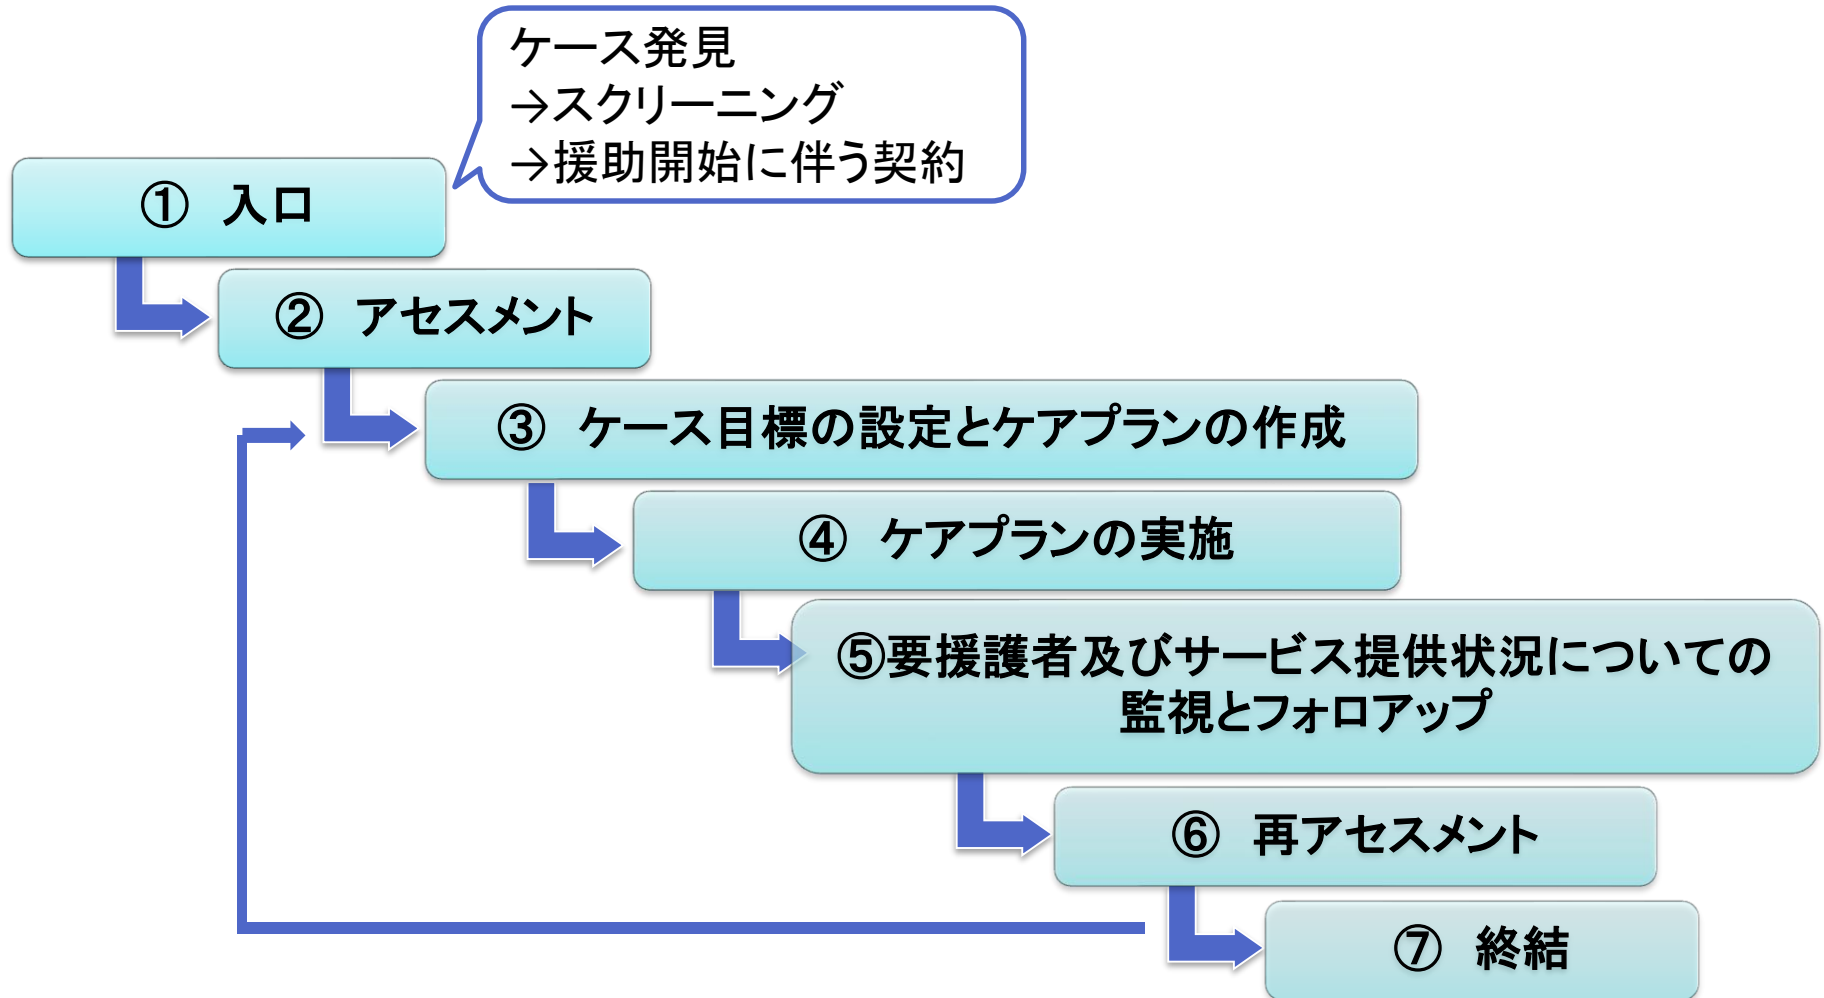 ケース発見
→スクリーニング
→援助開始に伴う契約
① 入口
② アセスメント
③ ケース目標の設定とケアプランの作成
④ ケアプランの実施
⑤要援護者及びサービス提供状況についての
監視とフォロアップ
⑥ 再アセスメント
⑦ 終結